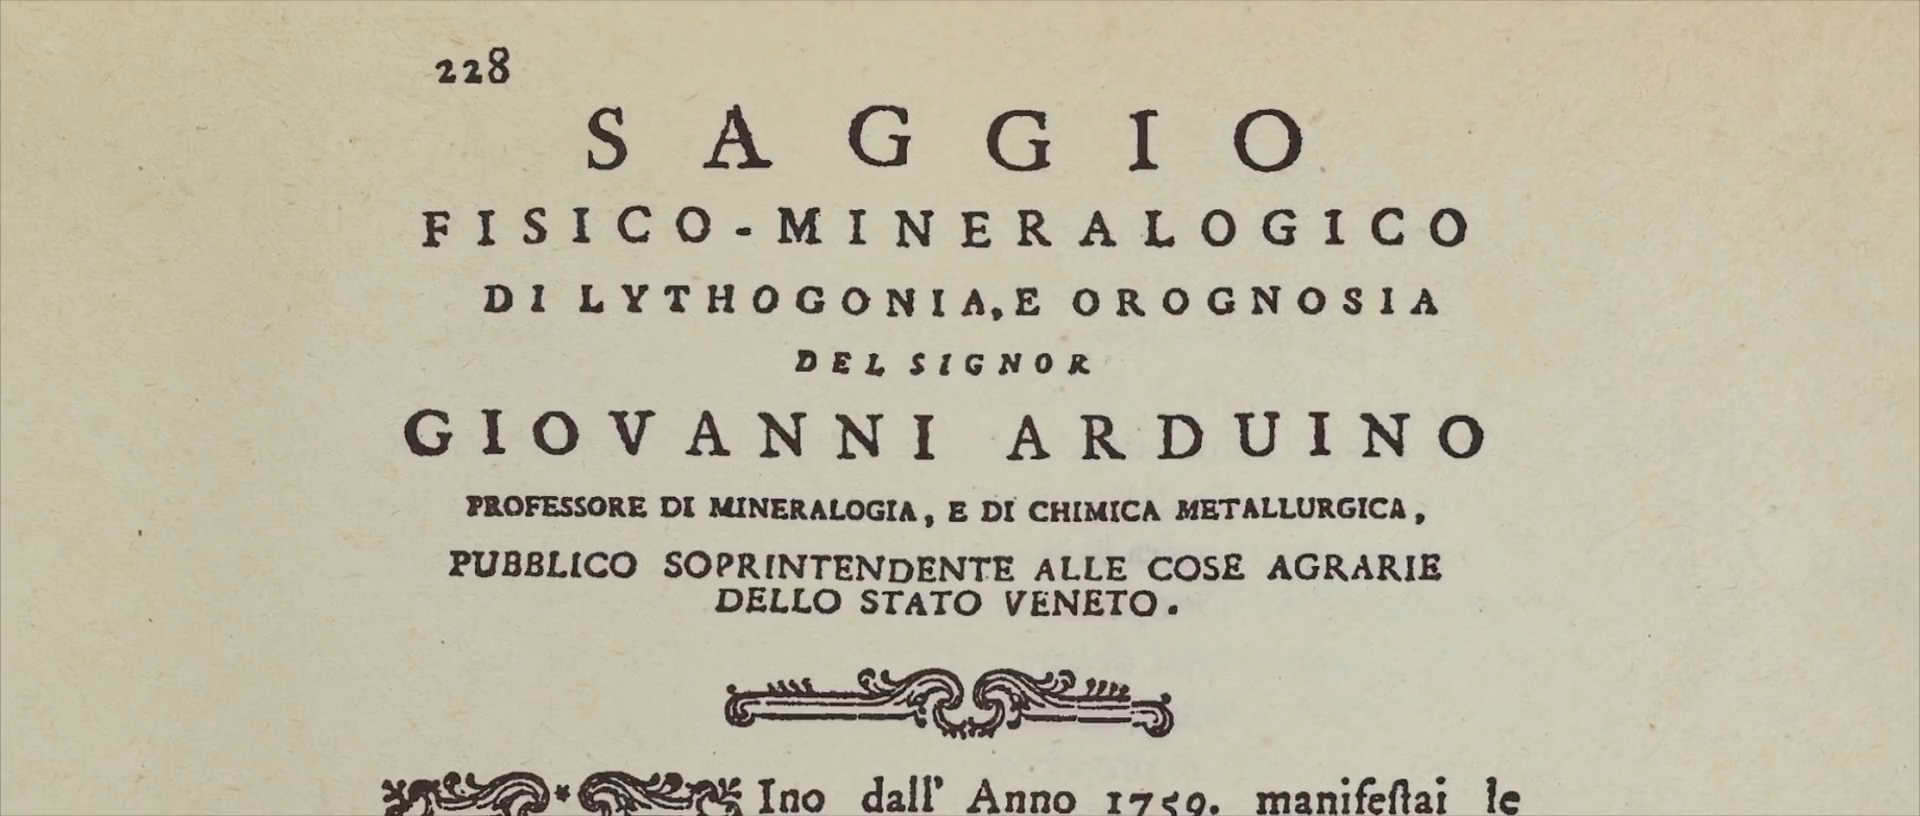 228
SAGGIO
FISICO-MINERALOGICO
DI LYTHOGONIA, E OROGNOSIA
DEL SIGNOR
GIOVANNI ARDUINO
PROFESSORE DI MINERALOGIA, E DI CHIMICA METALLURGICA,
PUBBLICO SOPRINTENDENTE ALLE COSE AGRARIE
DELLO STATO VENETO.
Ino dall' Anno 1759. manifeſtai le